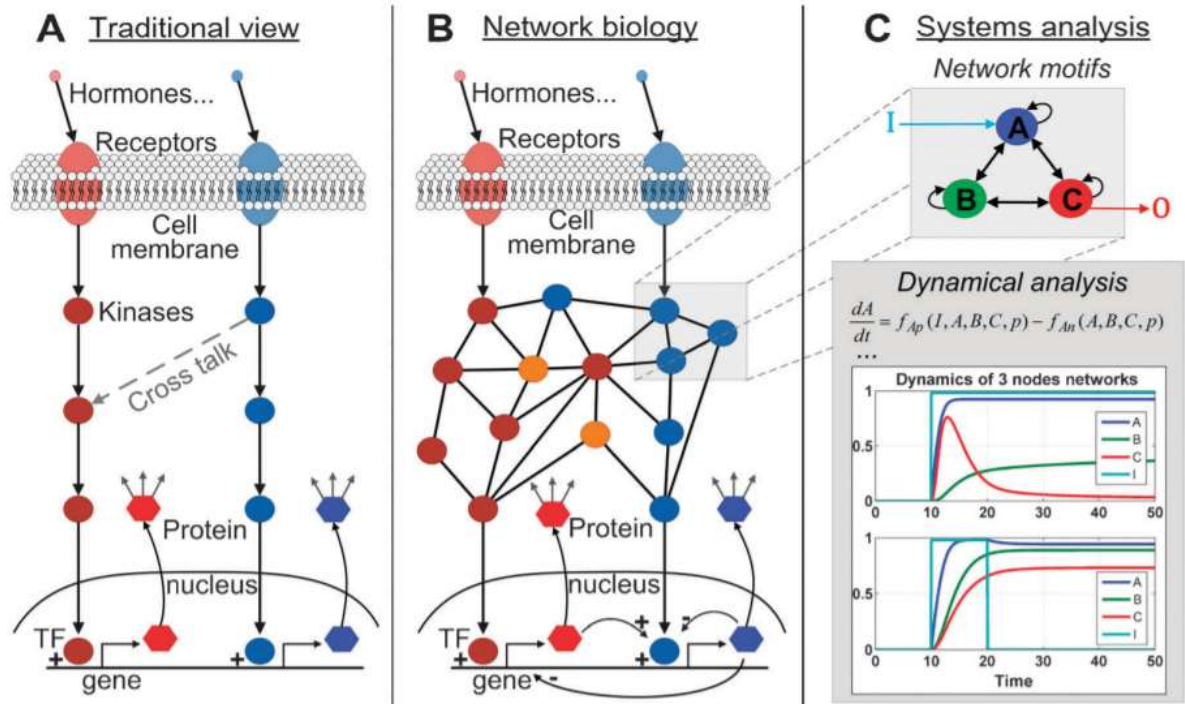 A Traditional view
Hormones...
Receptors
Cell
membrane
Kinases
Cross talk
Protein
nucleus
TF
+
+
gene
B Network biology
Hormones...
Receptors
Cell
membrane
Protein
nucleus
+
-
TF
+
+
gene
-
C Systems analysis
Network motifs
I
A
B
C
O
Dynamical analysis
dA/dt = f_Ap (I, A, B, C, p) − f_An (A, B, C, p)
...
Dynamics of 3 nodes networks
1
0.5
0
A
B
C
I
0 10 20 30 40 50
1
0.5
0
A
B
C
I
0 10 20 30 40 50
Time